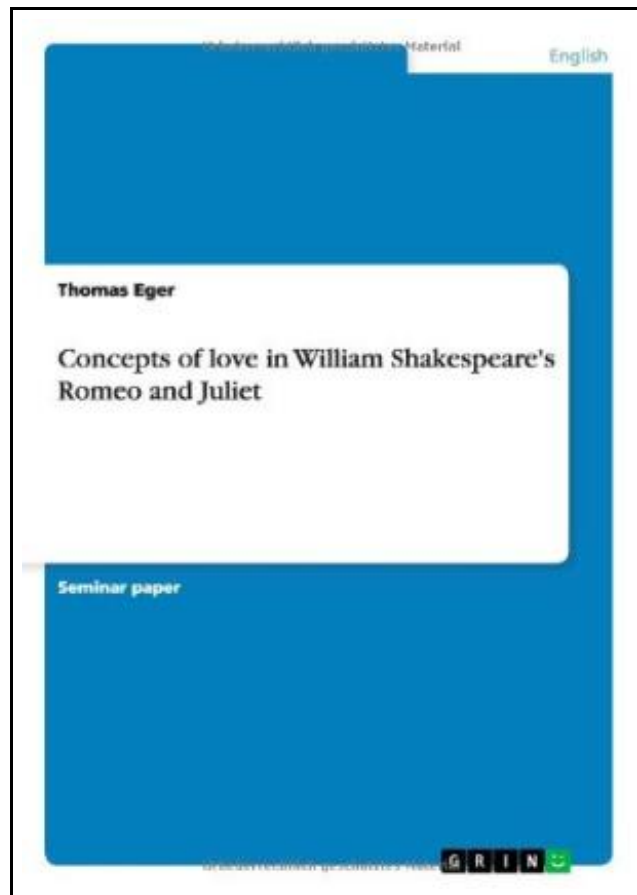 Material
English
Thomas Eger
Concepts of love in William Shakespeare's
Romeo and Juliet
Seminar paper
GRIN